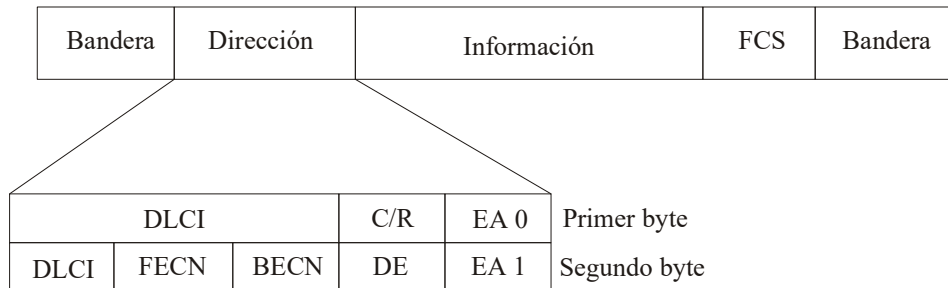 Bandera Dirección Información FCS Bandera
DLCI C/R EA 0 Primer byte
DLCI FECN BECN DE EA 1 Segundo byte